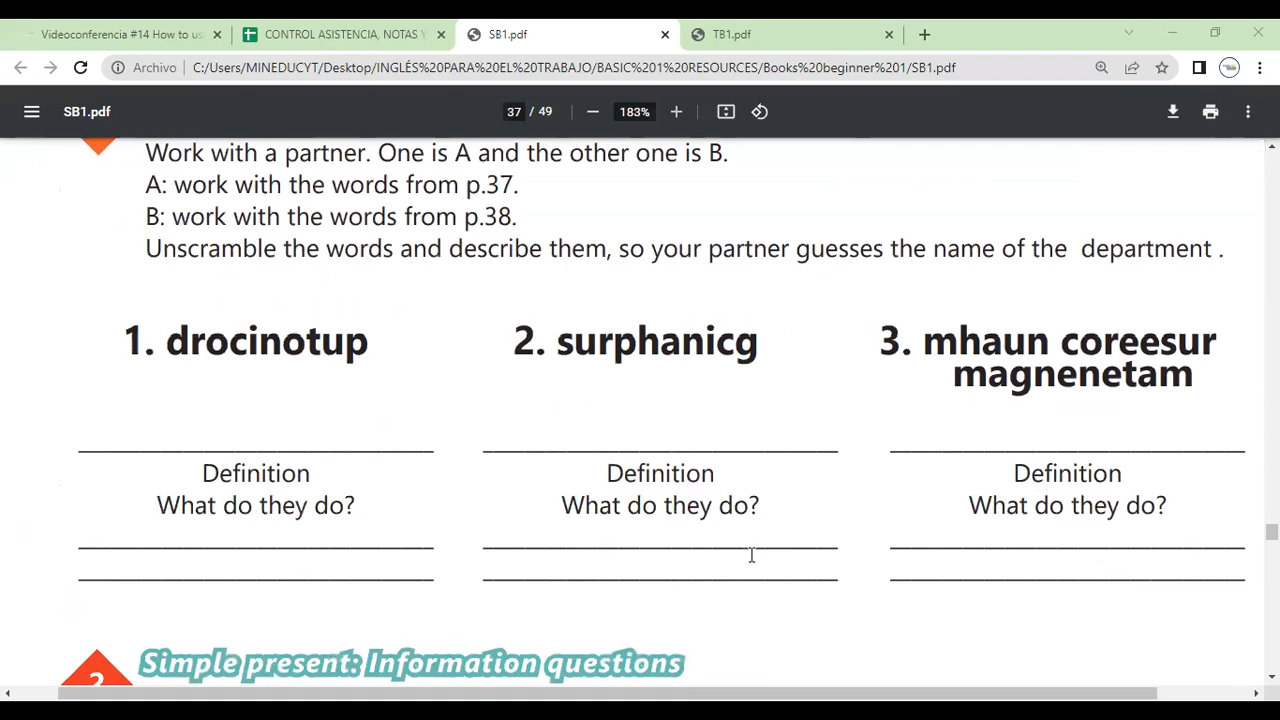 Videoconferencia #14 How to us
CONTROL ASISTENCIA, NOTAS Y
SB1.pdf
TB1.pdf
Archivo
C:/Users/MINEDUCYT/Desktop/INGLÉS%20PARA%20EL%20TRABAJO/BASIC%201%20RESOURCES/Books%20beginner%201/SB1.pdf
SB1.pdf
37 / 49
183%
Work with a partner. One is A and the other one is B.
A: work with the words from p.37.
B: work with the words from p.38.
Unscramble the words and describe them, so your partner guesses the name of the department .
1. drocinotup
2. surphanicg
3. mhaun coreesur
magnenetam
Definition
What do they do?
Definition
What do they do?
Definition
What do they do?
2
Simple present: Information questions